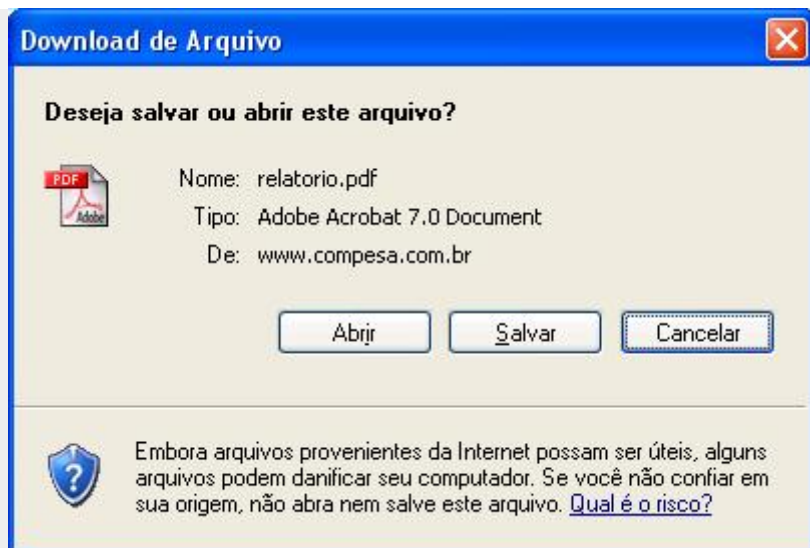 Download de Arquivo
Deseja salvar ou abrir este arquivo?
PDF
Adobe
Nome: relatorio.pdf
Tipo: Adobe Acrobat 7.0 Document
De: www.compesa.com.br
Abrir Salvar Cancelar
Embora arquivos provenientes da Internet possam ser úteis, alguns
arquivos podem danificar seu computador. Se você não confiar em
sua origem, não abra nem salve este arquivo. Qual é o risco?